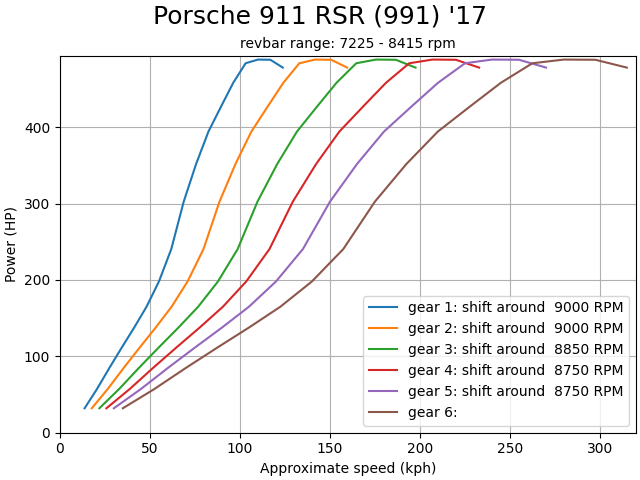 Porsche 911 RSR (991) '17
revbar range: 7225 - 8415 rpm
Power (HP)
400
300
200
100
0
gear 1: shift around  9000 RPM
gear 2: shift around  9000 RPM
gear 3: shift around  8850 RPM
gear 4: shift around  8750 RPM
gear 5: shift around  8750 RPM
gear 6:
0 50 100 150 200 250 300
Approximate speed (kph)